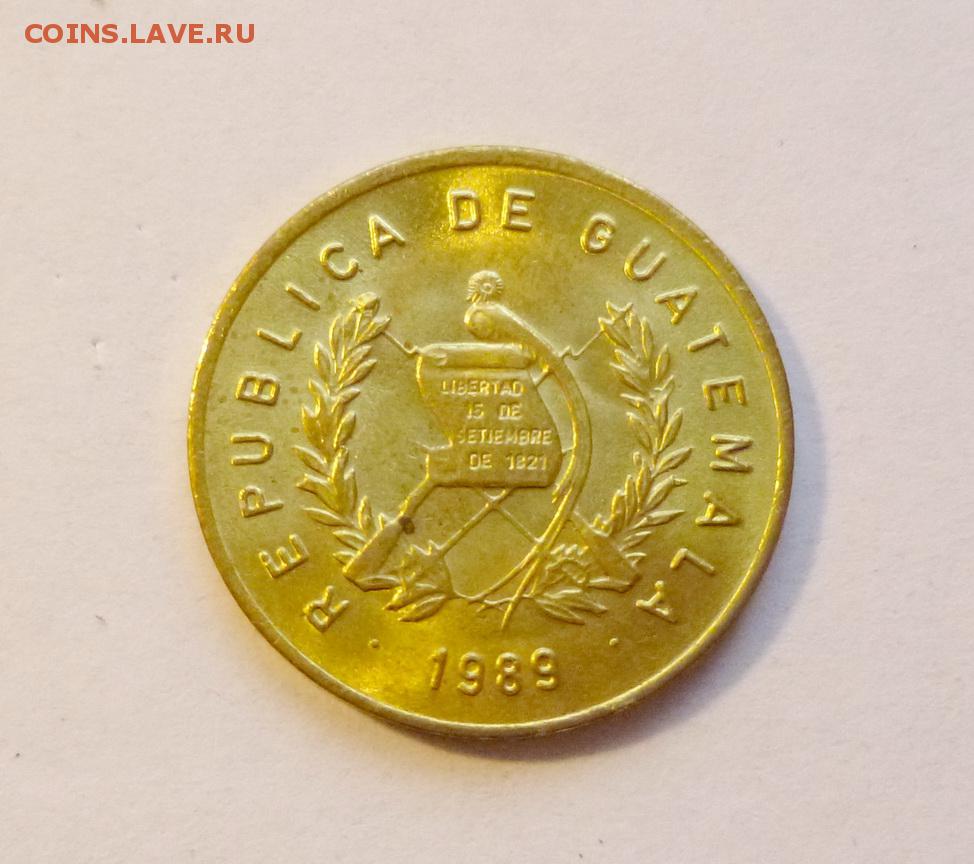 COINS.LAVE.RU
REPUBLICA DE GUATEMALA
LIBERTAD
15 DE
SETIEMBRE
DE 1821
· 1989 ·